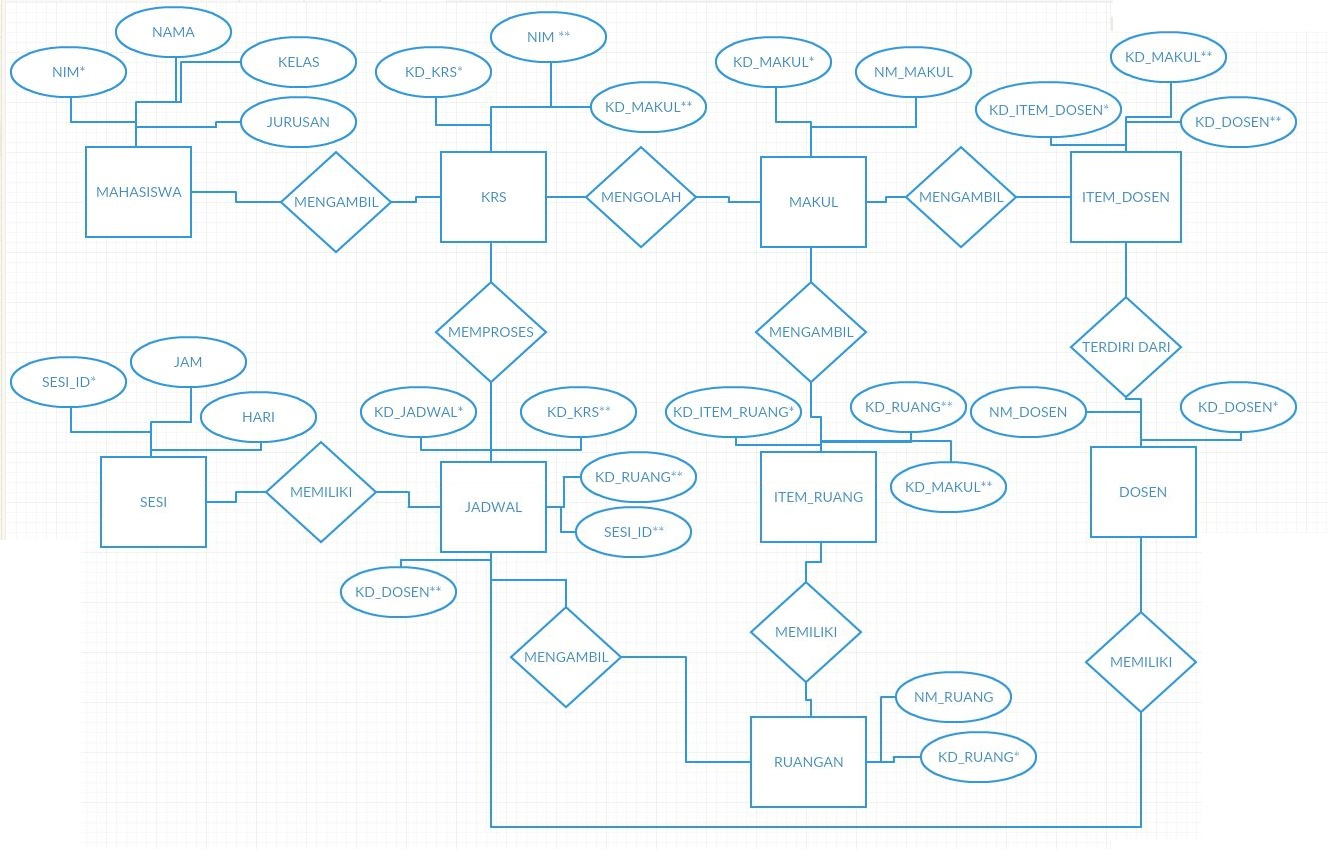 NAMA
NIM*
KELAS
JURUSAN
KD_KRS*
NIM **
KD_MAKUL**
KD_MAKUL*
NM_MAKUL
KD_MAKUL**
KD_ITEM_DOSEN*
KD_DOSEN**
MAHASISWA
MENGAMBIL
KRS
MENGOLAH
MAKUL
MENGAMBIL
ITEM_DOSEN
MEMPROSES
MENGAMBIL
TERDIRI DARI
SESI_ID*
JAM
HARI
KD_JADWAL*
KD_KRS**
KD_ITEM_RUANG*
KD_RUANG**
NM_DOSEN
KD_DOSEN*
SESI
MEMILIKI
JADWAL
KD_RUANG**
SESI_ID**
ITEM_RUANG
KD_MAKUL**
DOSEN
KD_DOSEN**
MENGAMBIL
MEMILIKI
MEMILIKI
NM_RUANG
RUANGAN
KD_RUANG*